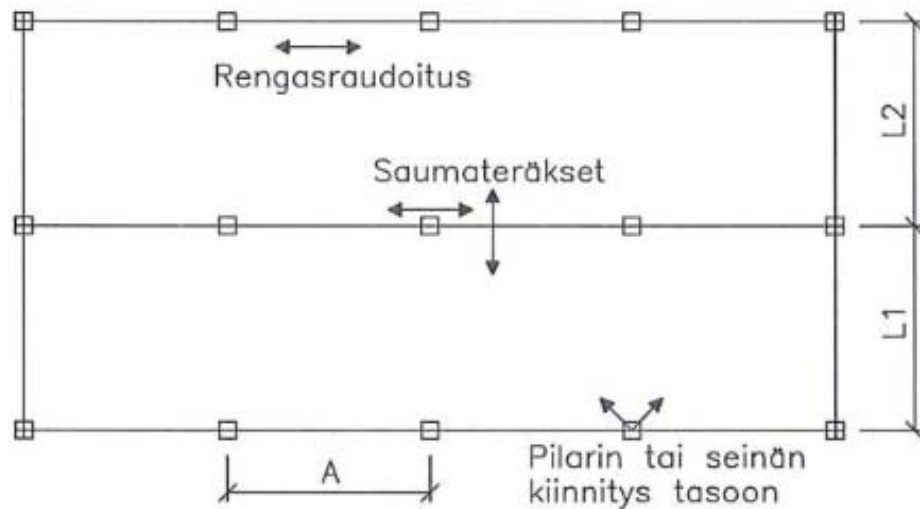 Rengasraudoitus
L2
Saumateräkset
L1
A
Pilarin tai seinän
kiinnitys tasoon